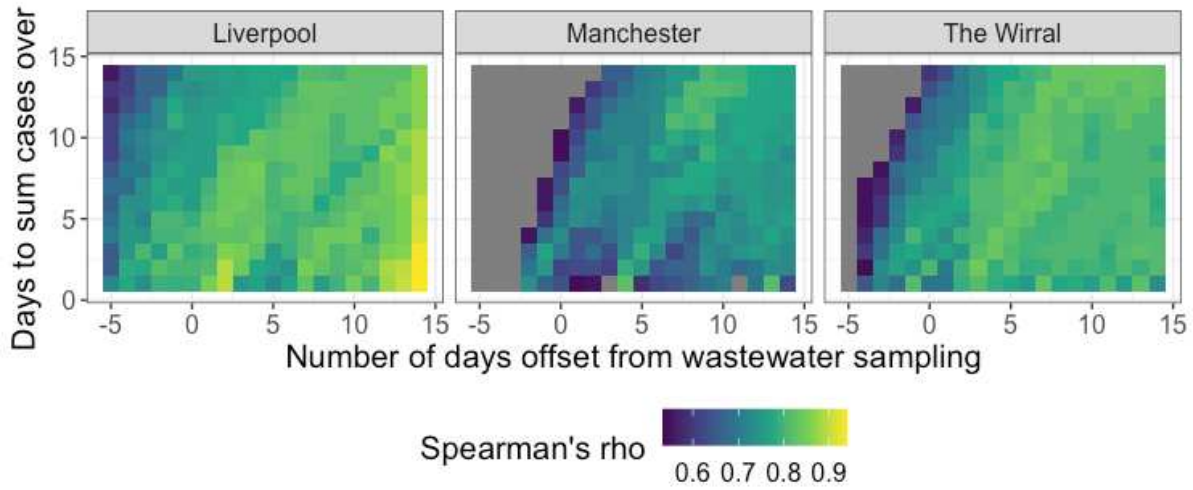 Liverpool Manchester The Wirral
Days to sum cases over
15
10
5
0
-5 0 5 10 15 -5 0 5 10 15 -5 0 5 10 15
Number of days offset from wastewater sampling
Spearman's rho
0.6 0.7 0.8 0.9